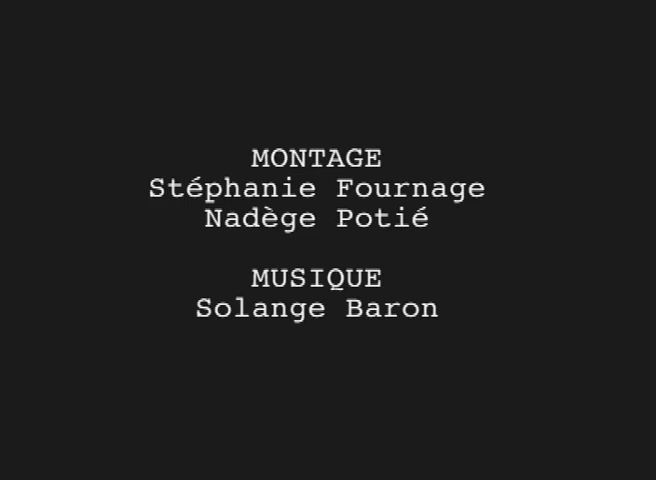 MONTAGE
Stéphanie Fournage
Nadège Potié
MUSIQUE
Solange Baron